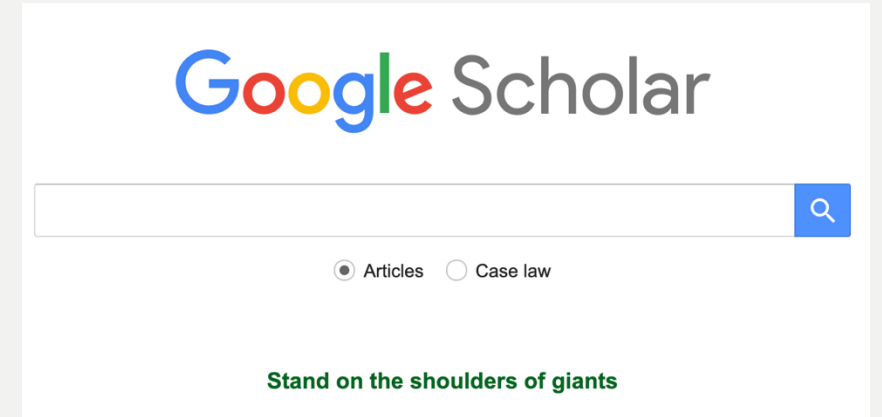 Google Scholar
Articles Case law
Stand on the shoulders of giants